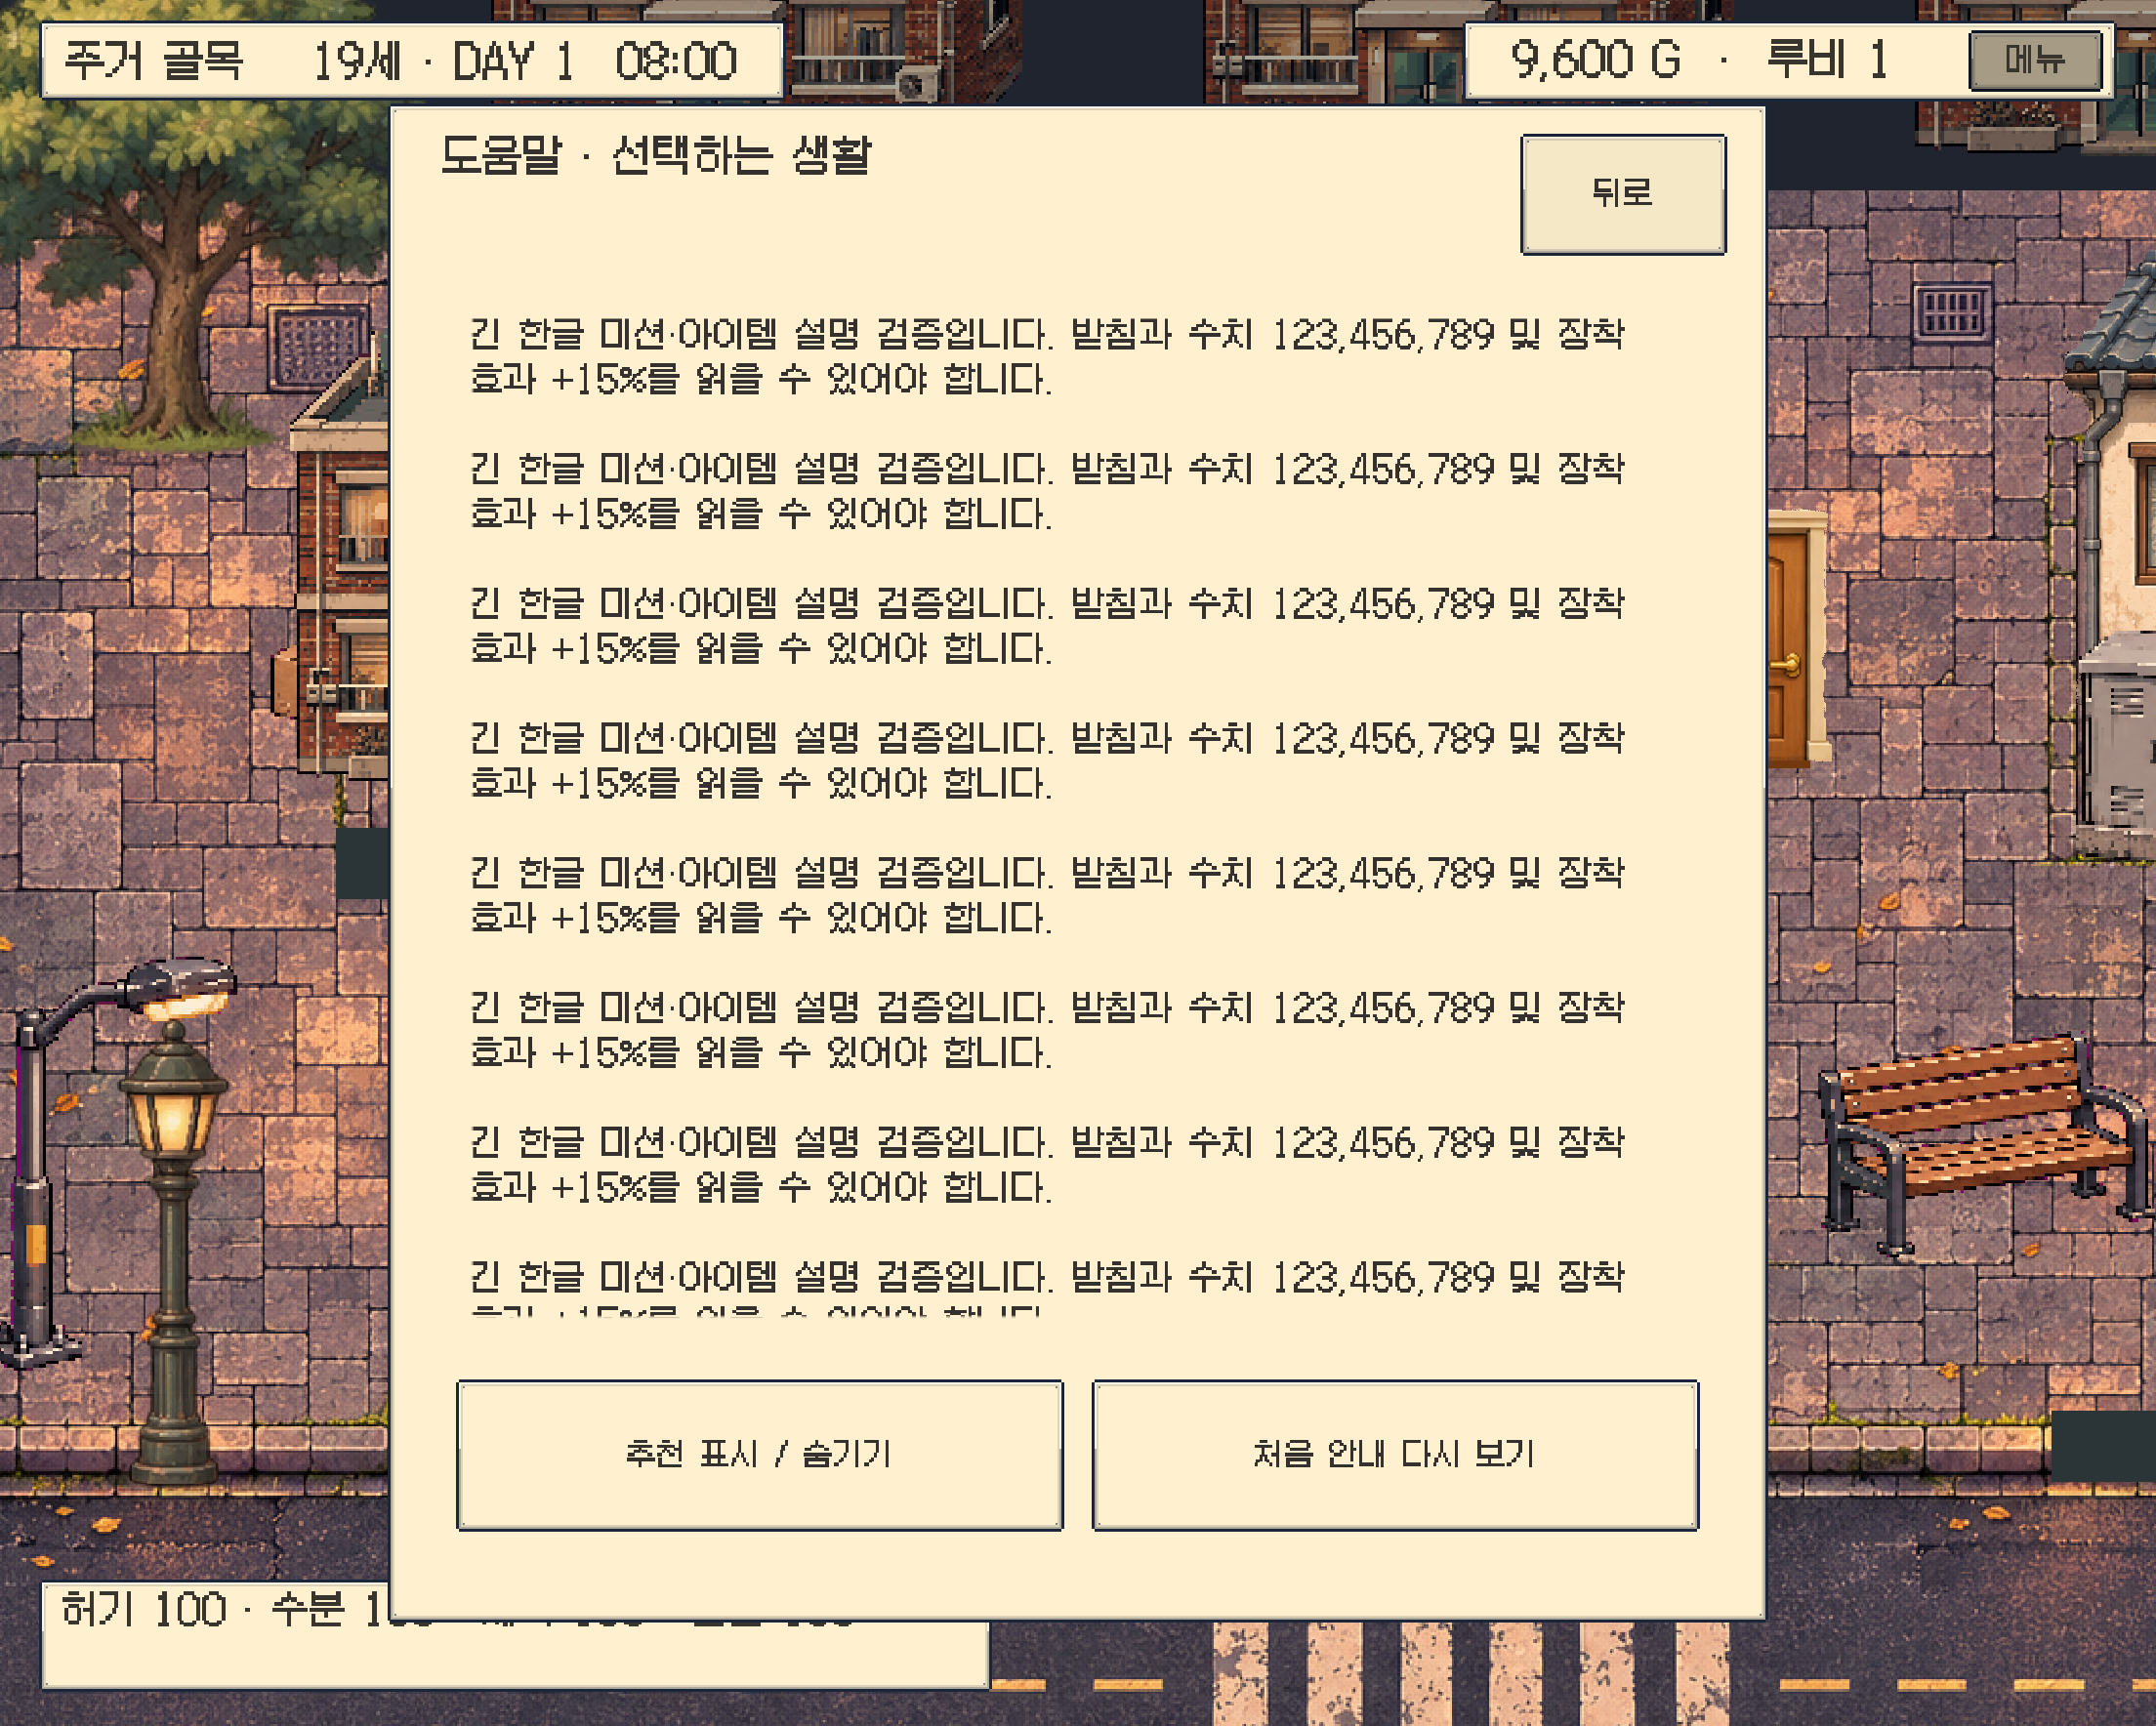 주거 골목 19세 · DAY 1 08:00
9,600 G · 루비 1 메뉴
도움말 · 선택하는 생활
뒤로
긴 한글 미션·아이템 설명 검증입니다. 받침과 수치 123,456,789 및 장착
효과 +15%를 읽을 수 있어야 합니다.
긴 한글 미션·아이템 설명 검증입니다. 받침과 수치 123,456,789 및 장착
효과 +15%를 읽을 수 있어야 합니다.
긴 한글 미션·아이템 설명 검증입니다. 받침과 수치 123,456,789 및 장착
효과 +15%를 읽을 수 있어야 합니다.
긴 한글 미션·아이템 설명 검증입니다. 받침과 수치 123,456,789 및 장착
효과 +15%를 읽을 수 있어야 합니다.
긴 한글 미션·아이템 설명 검증입니다. 받침과 수치 123,456,789 및 장착
효과 +15%를 읽을 수 있어야 합니다.
긴 한글 미션·아이템 설명 검증입니다. 받침과 수치 123,456,789 및 장착
효과 +15%를 읽을 수 있어야 합니다.
긴 한글 미션·아이템 설명 검증입니다. 받침과 수치 123,456,789 및 장착
효과 +15%를 읽을 수 있어야 합니다.
긴 한글 미션·아이템 설명 검증입니다. 받침과 수치 123,456,789 및 장착
추천 표시 / 숨기기
처음 안내 다시 보기
허기 100 · 수분